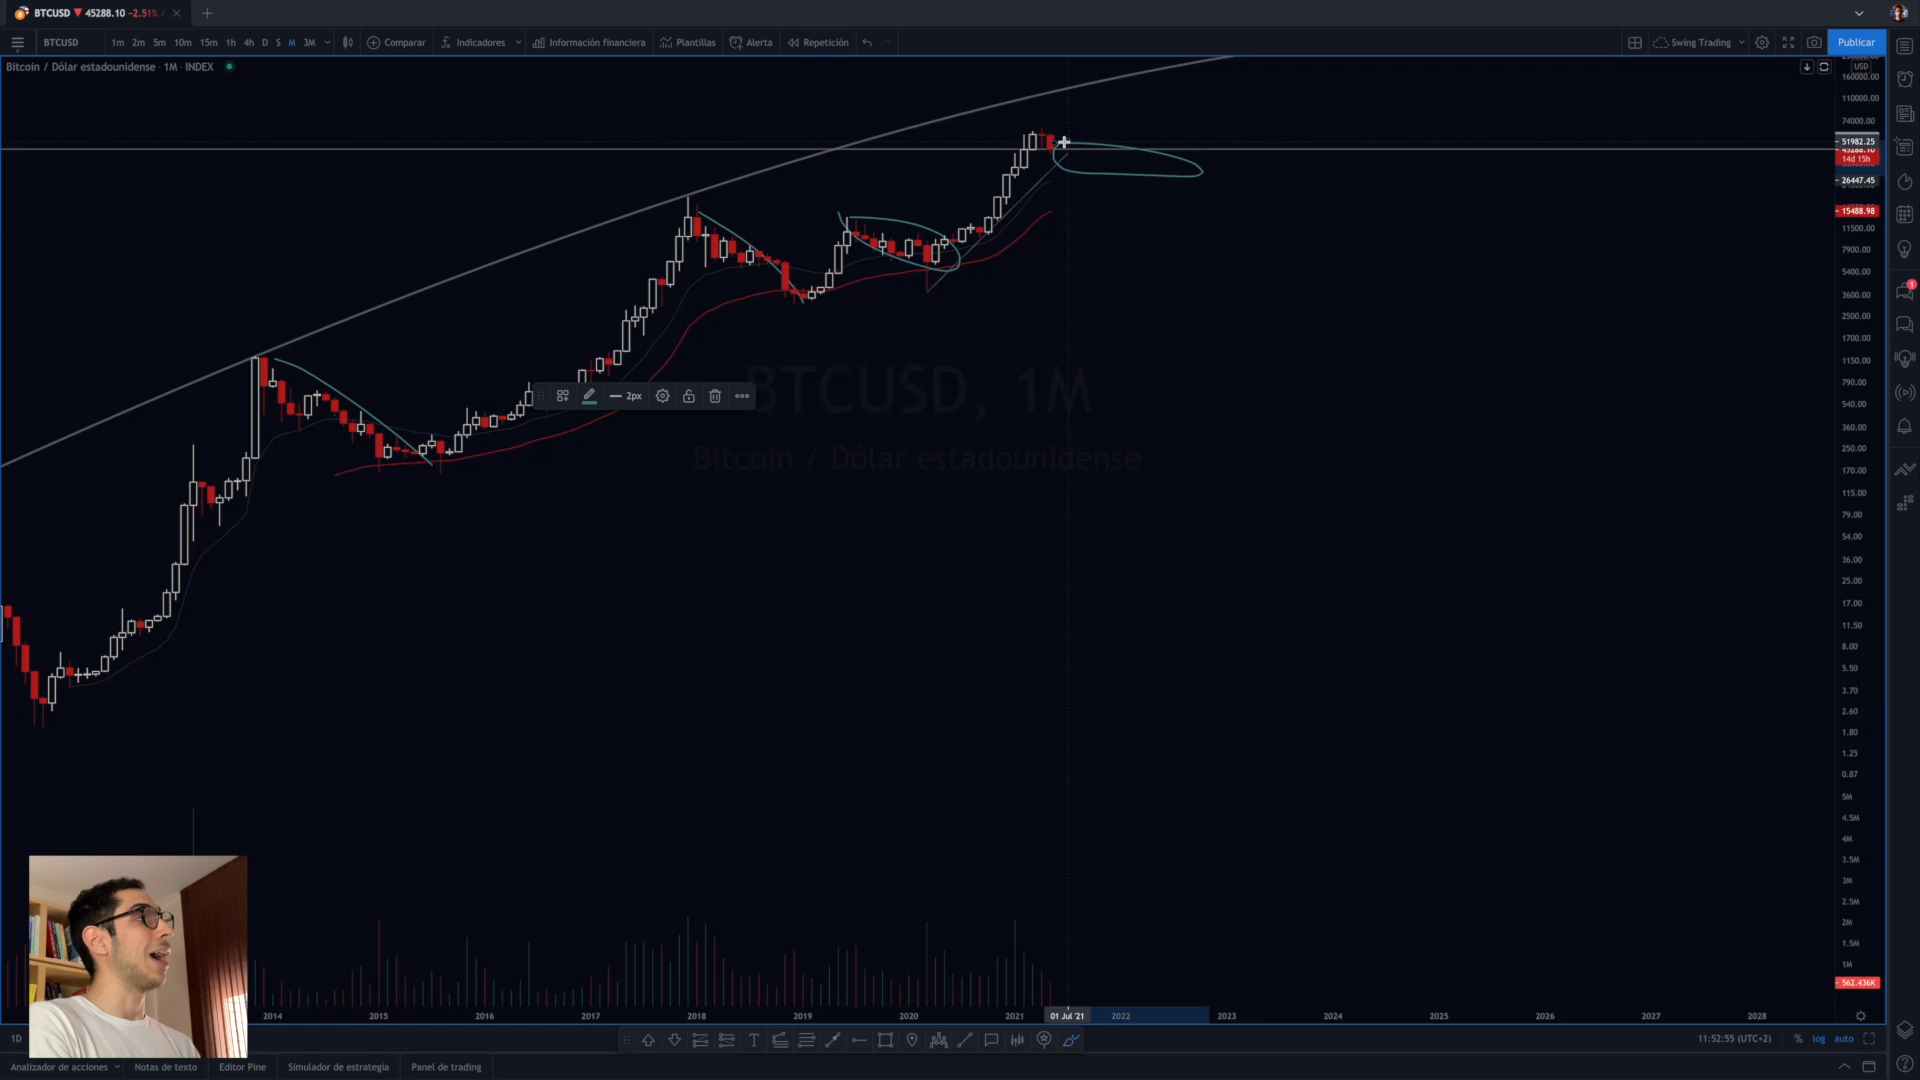 BTCUSD ▼ 45288.10 −2.51% /
BTCUSD 1m 2m 5m 10m 15m 1h 4h D S M 3M Comparar Indicadores Información financiera Plantillas Alerta Repetición Swing Trading Publicar
Bitcoin / Dólar estadounidense · 1M · INDEX
USD
160000.00
110000.00
74000.00
51982.25
45288.10
14d 15h
26447.45
15488.98
11500.00
7900.00
5400.00
3600.00
2500.00
1700.00
1150.00
790.00
540.00
360.00
250.00
170.00
115.00
79.00
54.00
36.00
25.00
17.00
11.50
8.00
5.50
3.70
2.60
1.80
1.25
0.87
5M
4.5M
4M
3.5M
3M
2.5M
2M
1.5M
1M
562.436K
2px
BTCUSD, 1M
Bitcoin / Dólar estadounidense
1
2014 2015 2016 2017 2018 2019 2020 2021 01 Jul '21 2022 2023 2024 2025 2026 2027 2028
1D
11:52:55 (UTC+2) % log auto
Analizador de acciones Notas de texto Editor Pine Simulador de estrategia Panel de trading